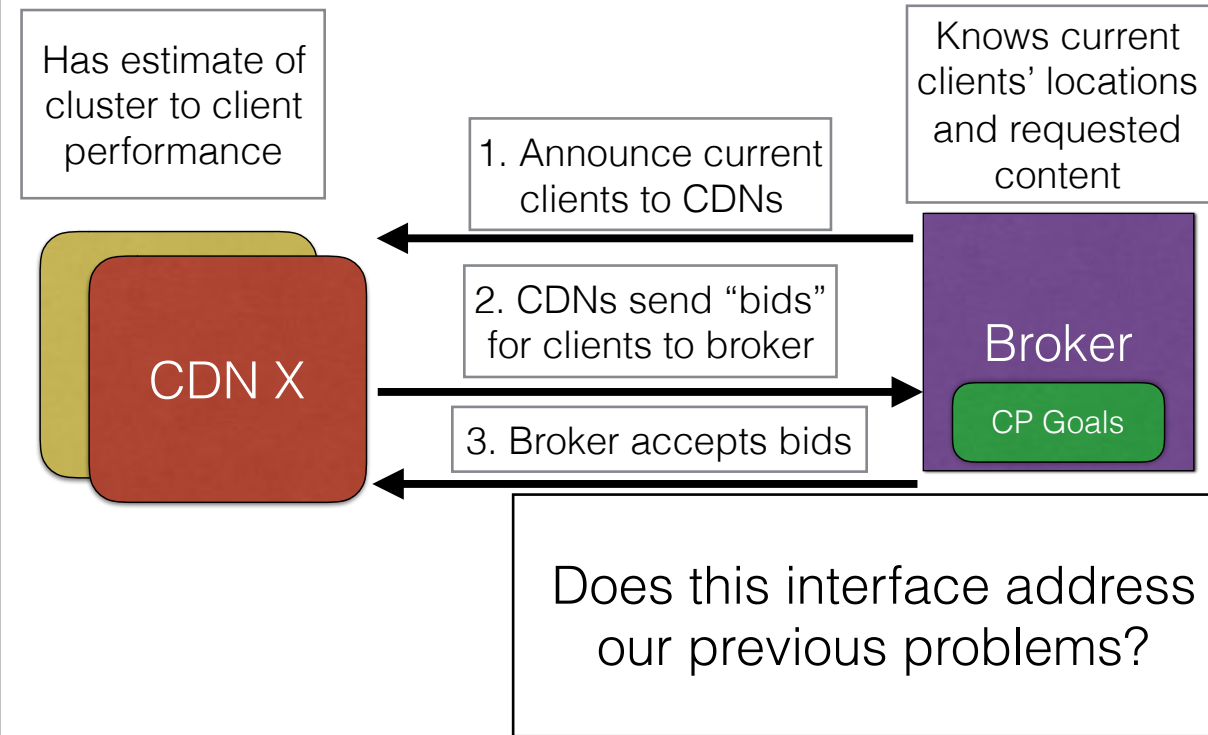 Has estimate of
cluster to client
performance
Knows current
clients’ locations
and requested
content
1. Announce current
clients to CDNs
2. CDNs send “bids”
for clients to broker
3. Broker accepts bids
CDN X
Broker
CP Goals
Does this interface address
our previous problems?